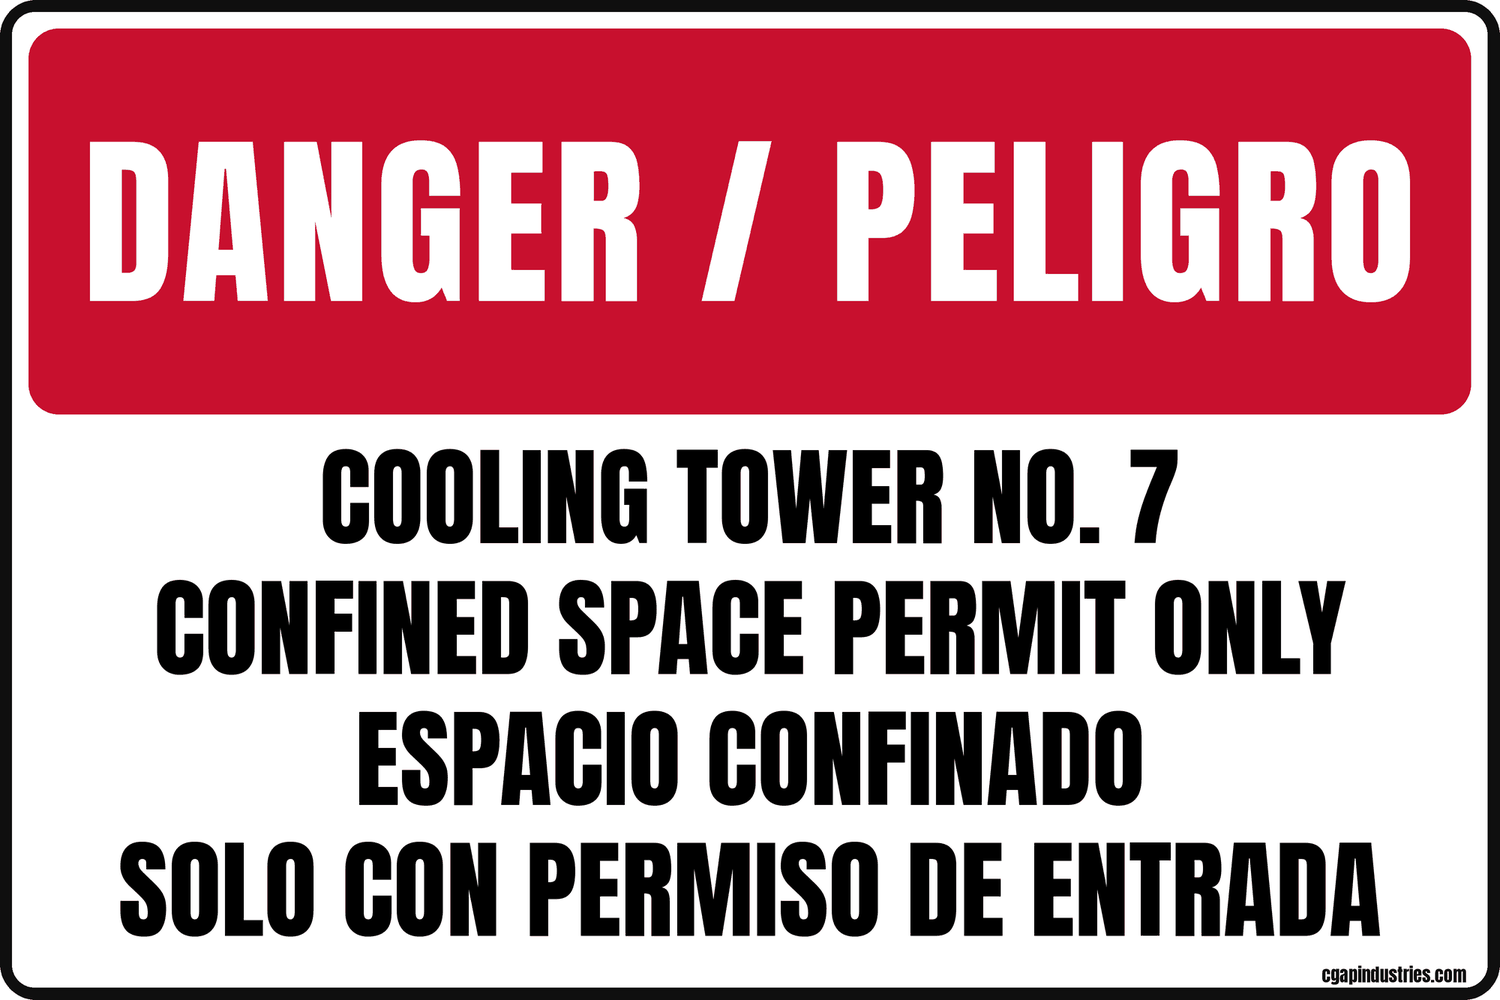 DANGER / PELIGRO
COOLING TOWER NO. 7
CONFINED SPACE PERMIT ONLY
ESPACIO CONFINADO
SOLO CON PERMISO DE ENTRADA
cgapindustries.com